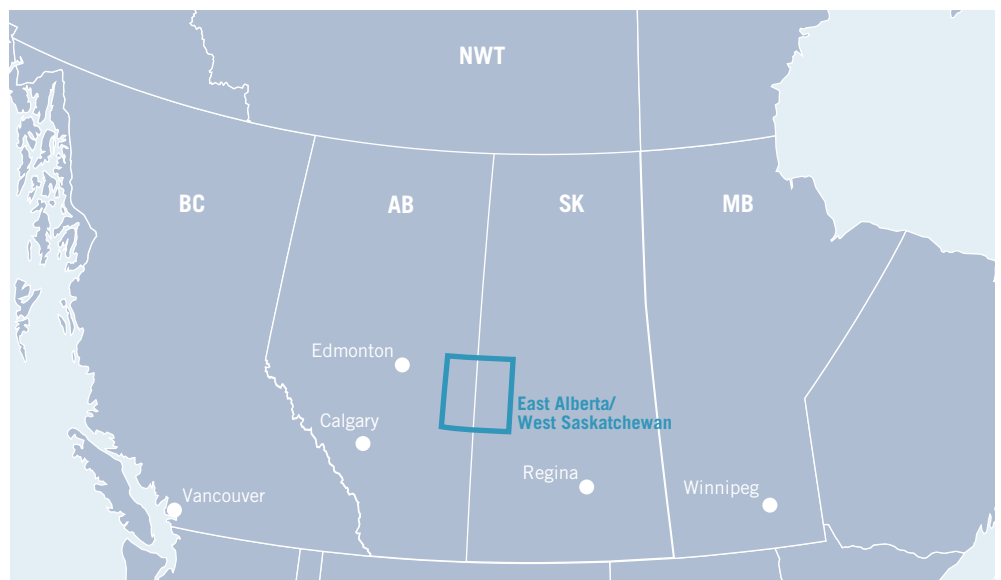 NWT
BC
AB
SK
MB
Edmonton
East Alberta/
West Saskatchewan
Calgary
Regina
Winnipeg
Vancouver